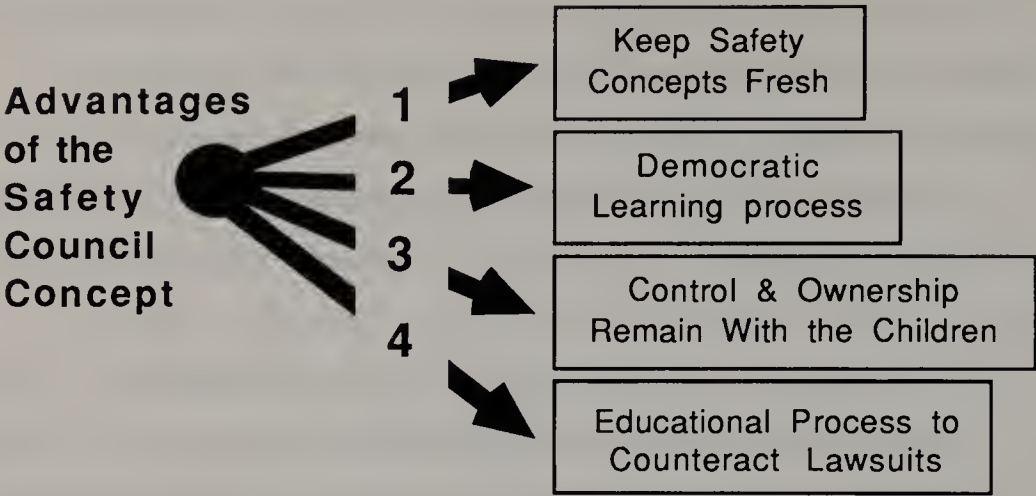 Advantages
of the
Safety
Council
Concept
1
Keep Safety
Concepts Fresh
2
Democratic
Learning process
3
Control & Ownership
Remain With the Children
4
Educational Process to
Counteract Lawsuits